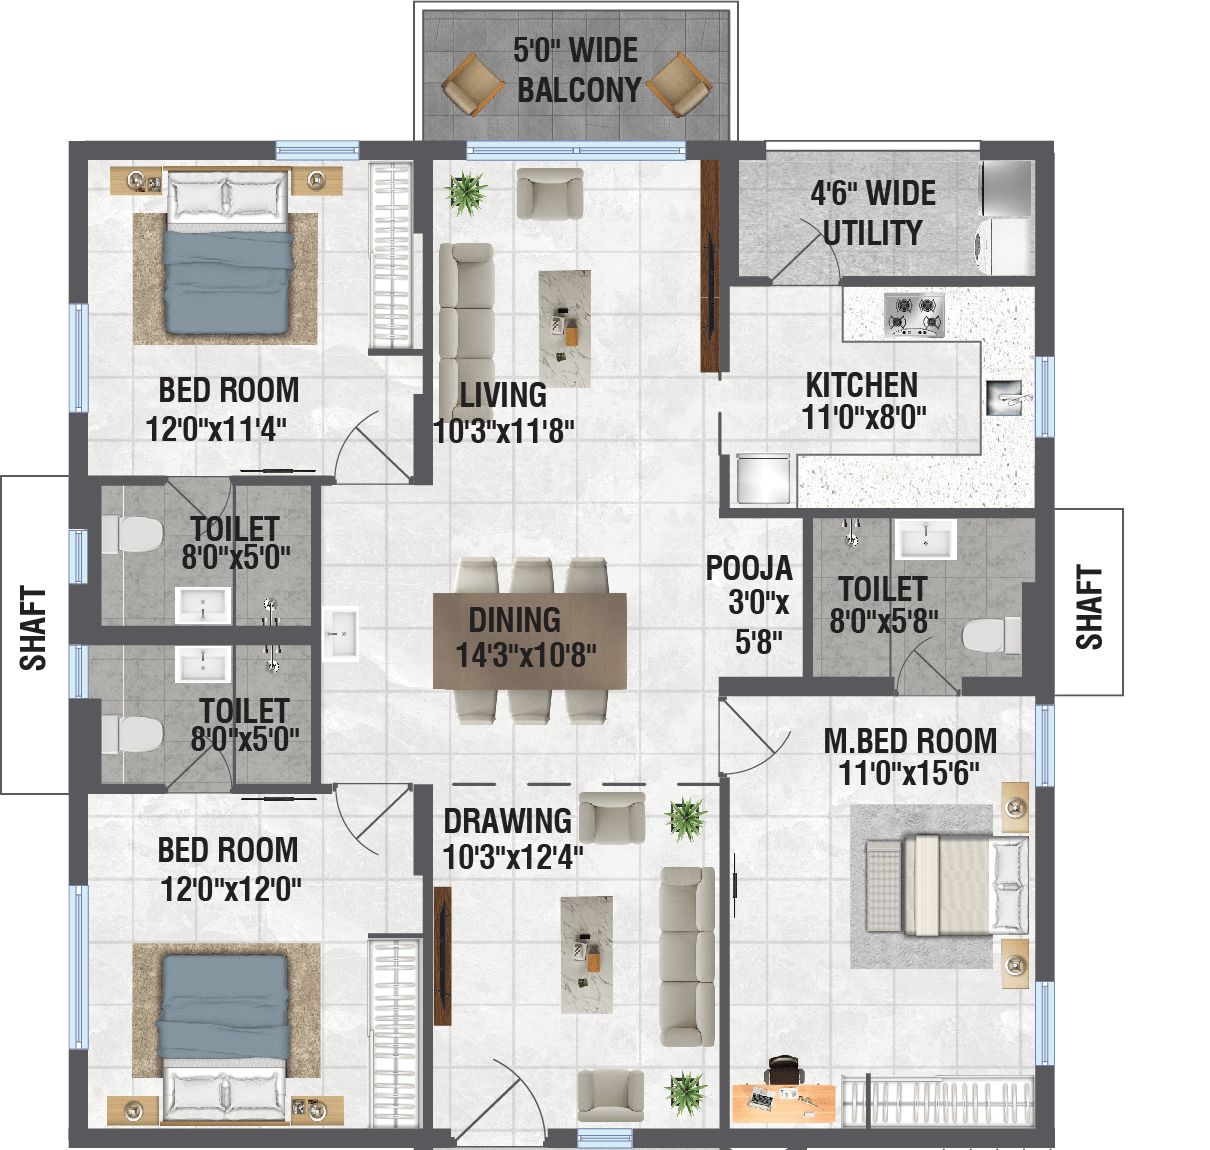 5'0" WIDE
BALCONY
4'6" WIDE
UTILITY
BED ROOM
12'0"x11'4"
LIVING
10'3"x11'8"
KITCHEN
11'0"x8'0"
TOILET
8'0"x5'0"
POOJA
3'0"x
5'8"
TOILET
8'0"x5'8"
SHAFT
SHAFT
DINING
14'3"x10'8"
TOILET
8'0"x5'0"
M.BED ROOM
11'0"x15'6"
DRAWING
10'3"x12'4"
BED ROOM
12'0"x12'0"